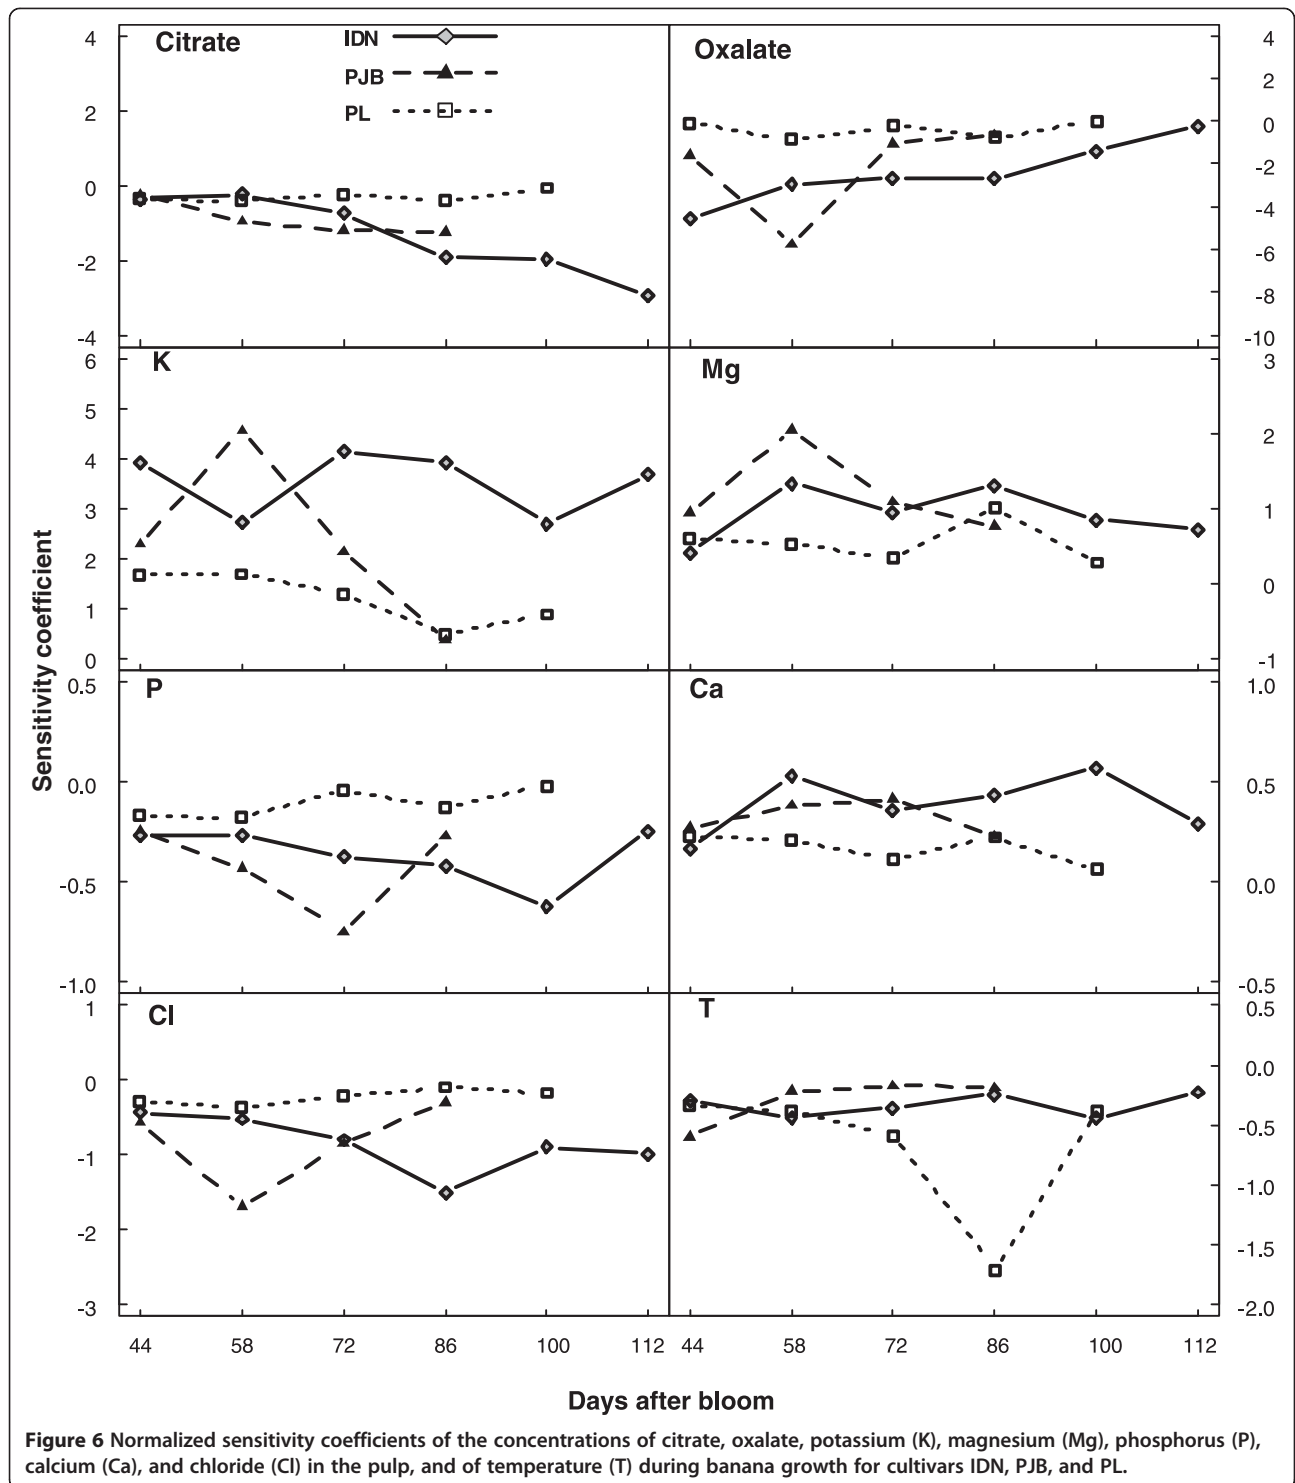 Citrate
IDN
PJB
PL
4
2
0
-2
-4
Oxalate
4
2
0
-2
-4
-6
-8
-10
K
6
5
4
3
2
1
0
Mg
3
2
1
0
-1
Sensitivity coefficient
P
0.5
0.0
-0.5
-1.0
Ca
1.0
0.5
0.0
-0.5
Cl
1
0
-1
-2
-3
T
0.5
0.0
-0.5
-1.0
-1.5
-2.0
44 58 72 86 100 112 44 58 72 86 100 112
Days after bloom
Figure 6 Normalized sensitivity coefficients of the concentrations of citrate, oxalate, potassium (K), magnesium (Mg), phosphorus (P),
calcium (Ca), and chloride (Cl) in the pulp, and of temperature (T) during banana growth for cultivars IDN, PJB, and PL.